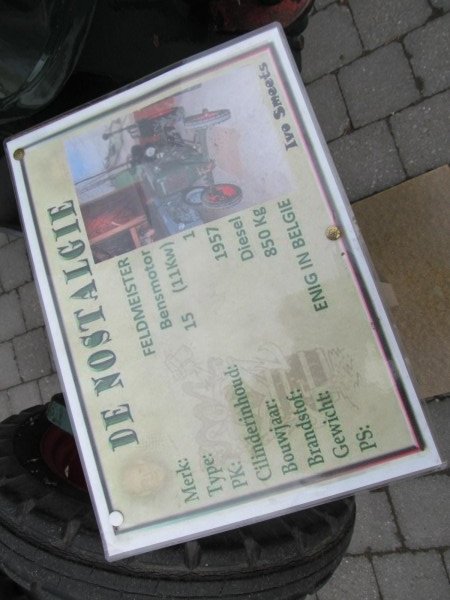 DE NOSTALGIE
Ivo Smeets
Merk: FELDMEISTER
Type: Bensmotor
PK: 15 (11Kw)
Cilinderinhoud: 1
Bouwjaar: 1957
Brandstof: Diesel
Gewicht: 850 Kg
PS: ENIG IN BELGIE